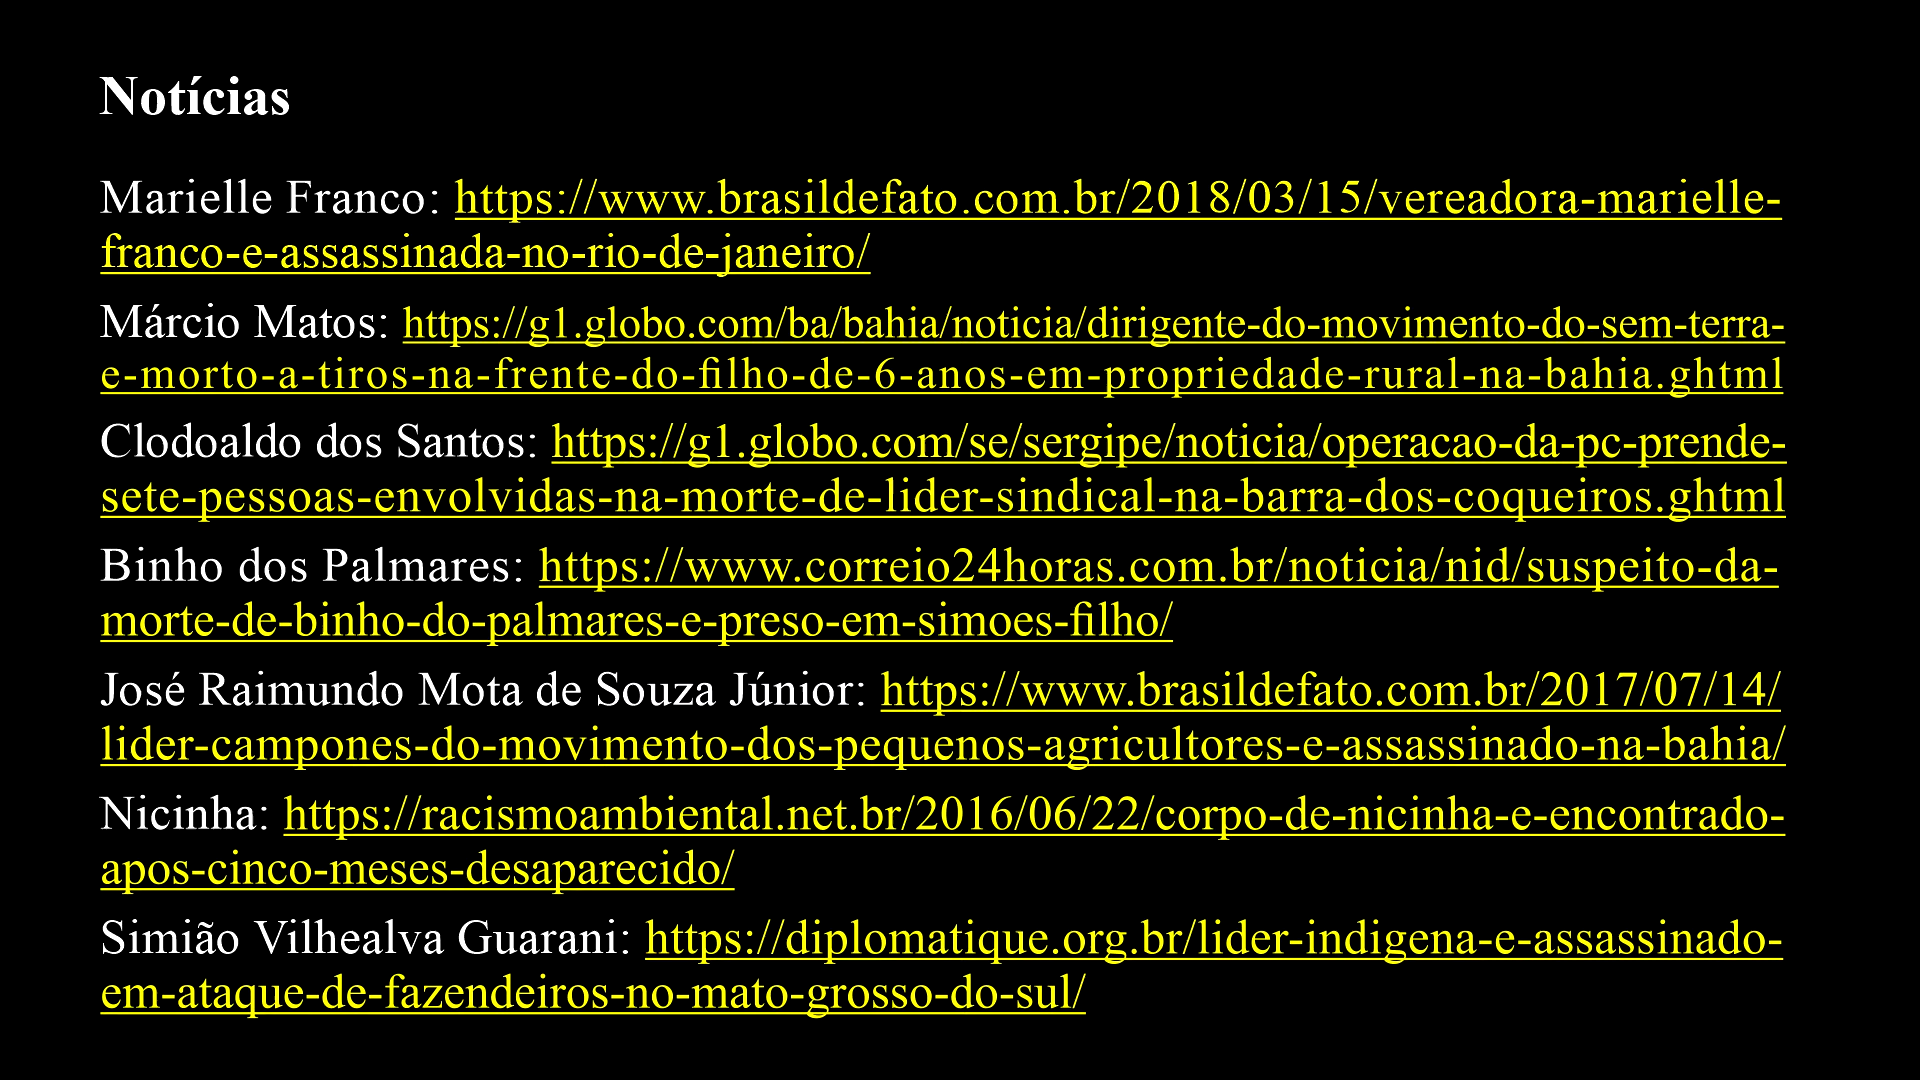 Notícias
Marielle Franco: https://www.brasildefato.com.br/2018/03/15/vereadora-marielle-
franco-e-assassinada-no-rio-de-janeiro/
Márcio Matos: https://g1.globo.com/ba/bahia/noticia/dirigente-do-movimento-do-sem-terra-
e-morto-a-tiros-na-frente-do-filho-de-6-anos-em-propriedade-rural-na-bahia.ghtml
Clodoaldo dos Santos: https://g1.globo.com/se/sergipe/noticia/operacao-da-pc-prende-
sete-pessoas-envolvidas-na-morte-de-lider-sindical-na-barra-dos-coqueiros.ghtml
Binho dos Palmares: https://www.correio24horas.com.br/noticia/nid/suspeito-da-
morte-de-binho-do-palmares-e-preso-em-simoes-filho/
José Raimundo Mota de Souza Júnior: https://www.brasildefato.com.br/2017/07/14/
lider-campones-do-movimento-dos-pequenos-agricultores-e-assassinado-na-bahia/
Nicinha: https://racismoambiental.net.br/2016/06/22/corpo-de-nicinha-e-encontrado-
apos-cinco-meses-desaparecido/
Simião Vilhealva Guarani: https://diplomatique.org.br/lider-indigena-e-assassinado-
em-ataque-de-fazendeiros-no-mato-grosso-do-sul/